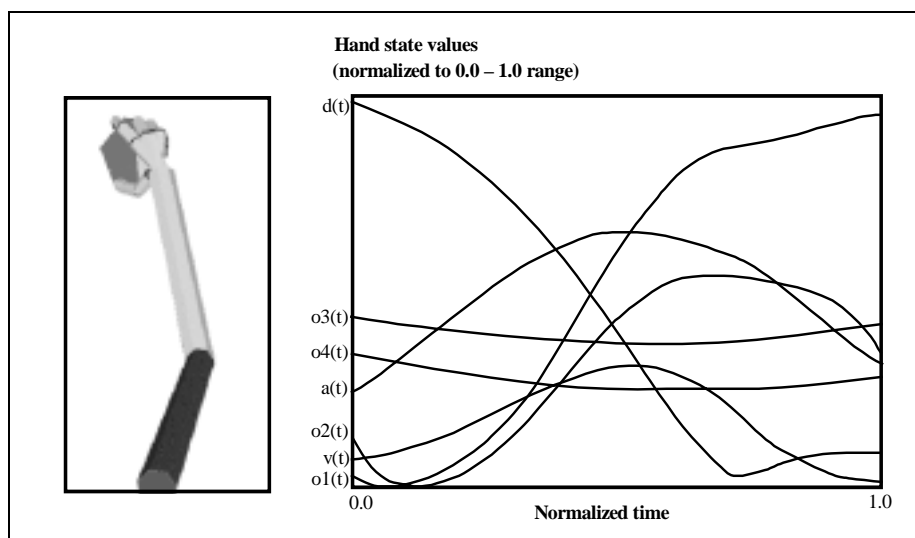 Hand state values
(normalized to 0.0 – 1.0 range)
d(t)
o3(t)
o4(t)
a(t)
o2(t)
v(t)
o1(t)
0.0
1.0
Normalized time